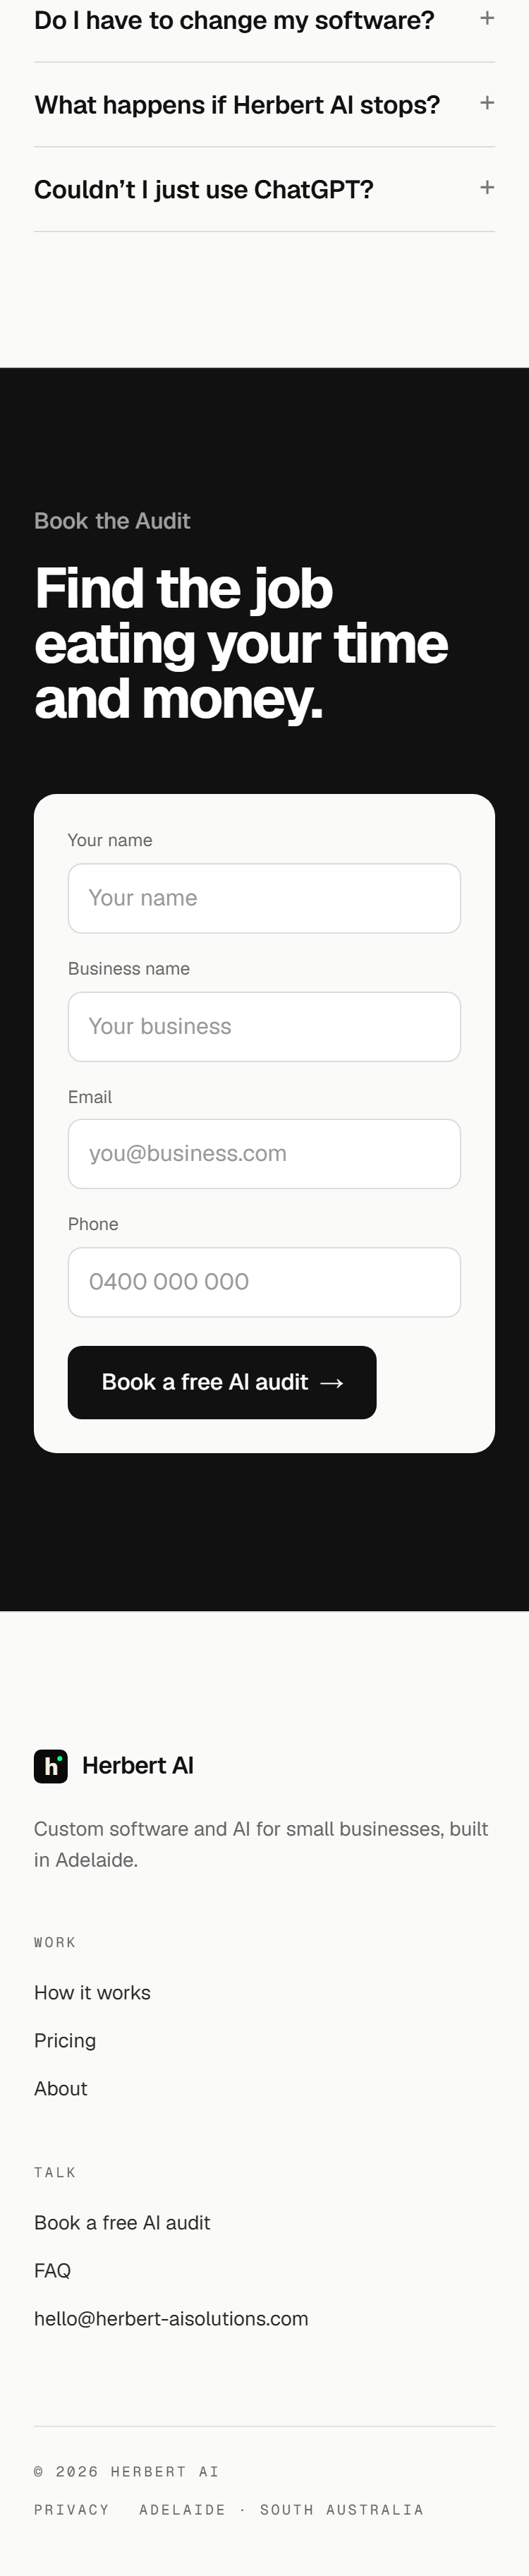 Do I have to change my software? +
What happens if Herbert AI stops? +
Couldn’t I just use ChatGPT? +
Book the Audit
Find the job
eating your time
and money.
Your name
Your name
Business name
Your business
Email
you@business.com
Phone
0400 000 000
Book a free AI audit →
h Herbert AI
Custom software and AI for small businesses, built
in Adelaide.
WORK
How it works
Pricing
About
TALK
Book a free AI audit
FAQ
hello@herbert-aisolutions.com
© 2026 HERBERT AI
PRIVACY ADELAIDE · SOUTH AUSTRALIA